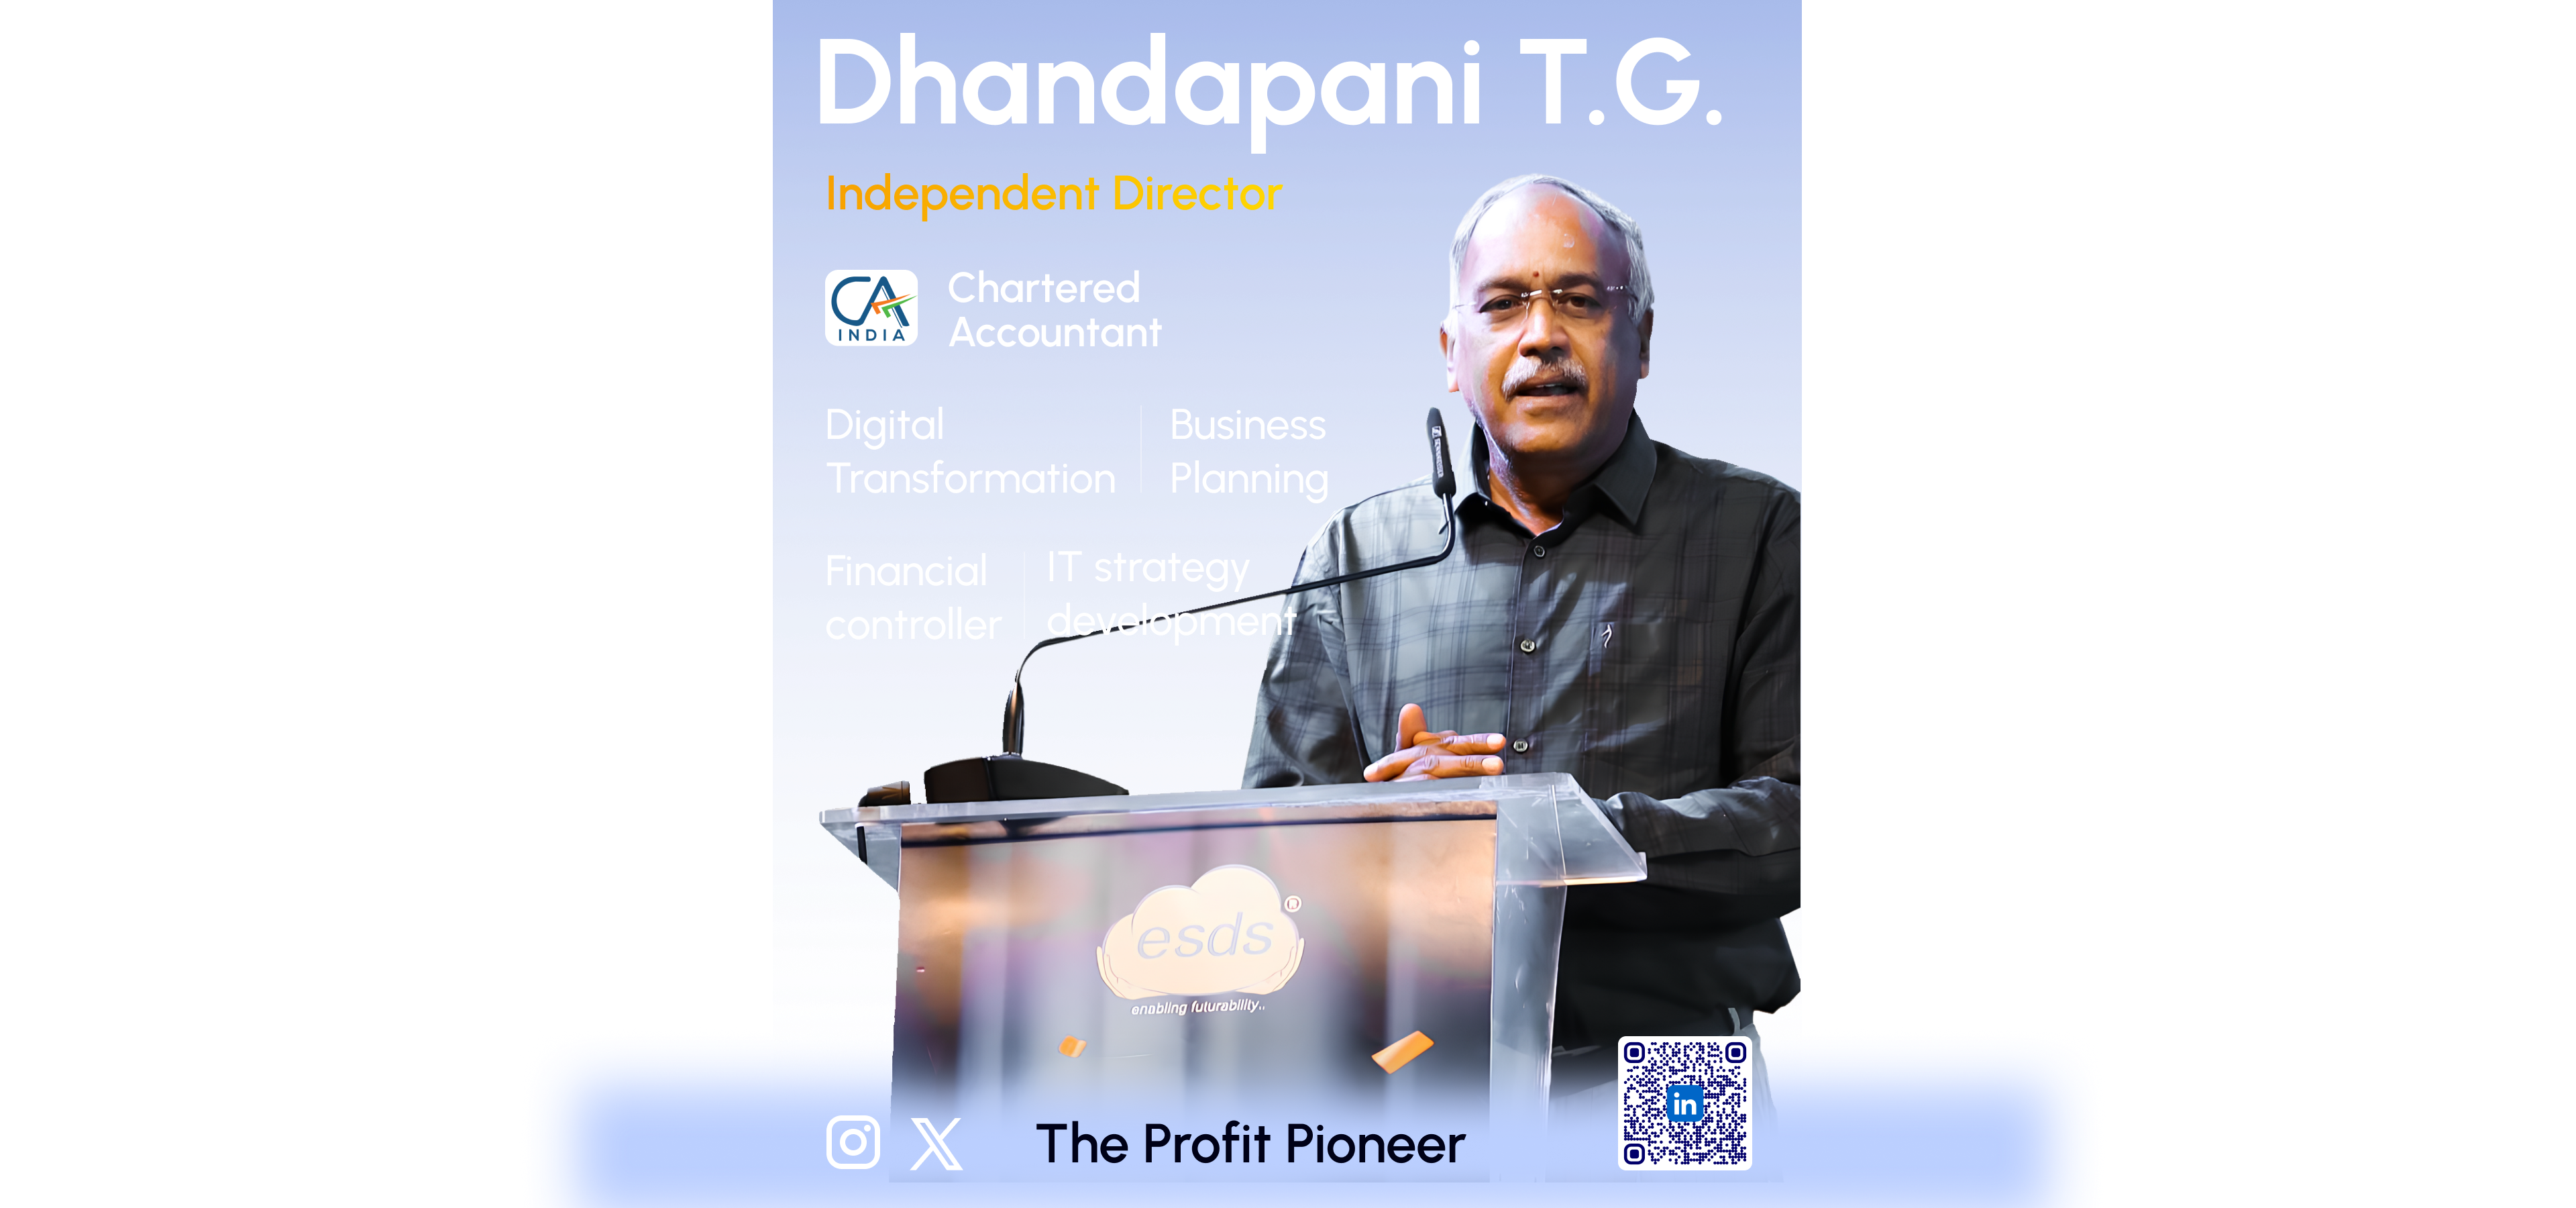 Dhandapani T.G.
Independent Director
CA
INDIA
Chartered
Accountant
Digital
Transformation
Business
Planning
Financial
controller
IT strategy
development
esds®
enabling futurability..
in
The Profit Pioneer